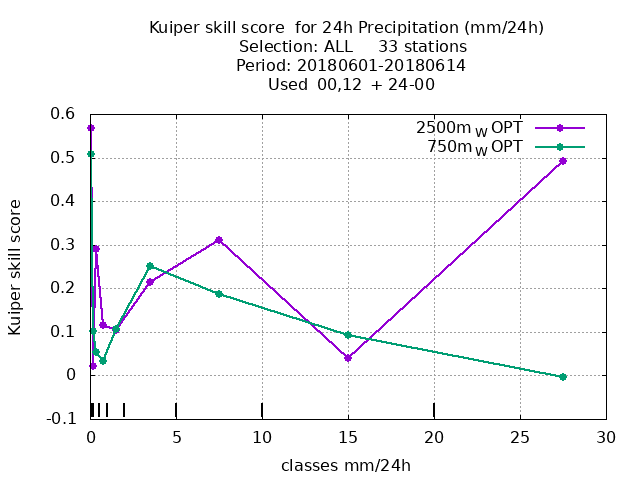 Kuiper skill score  for 24h Precipitation (mm/24h)
Selection: ALL     33 stations
Period: 20180601-20180614
Used  00,12  + 24-00
2500m W OPT
750m W OPT
Kuiper skill score
0.6
0.5
0.4
0.3
0.2
0.1
0
-0.1
0 5 10 15 20 25 30
classes mm/24h